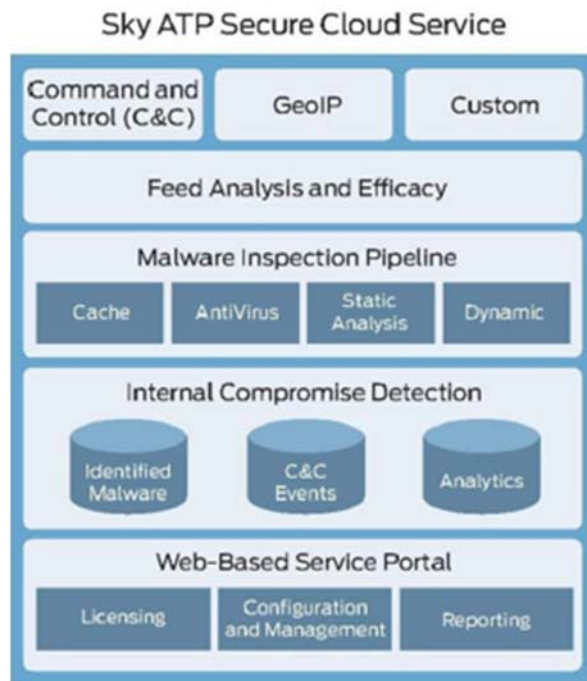 Sky ATP Secure Cloud Service
Command and
Control (C&C)
GeoIP
Custom
Feed Analysis and Efficacy
Malware Inspection Pipeline
Cache
AntiVirus
Static
Analysis
Dynamic
Internal Compromise Detection
Identified
Malware
C&C
Events
Analytics
Web-Based Service Portal
Licensing
Configuration
and Management
Reporting